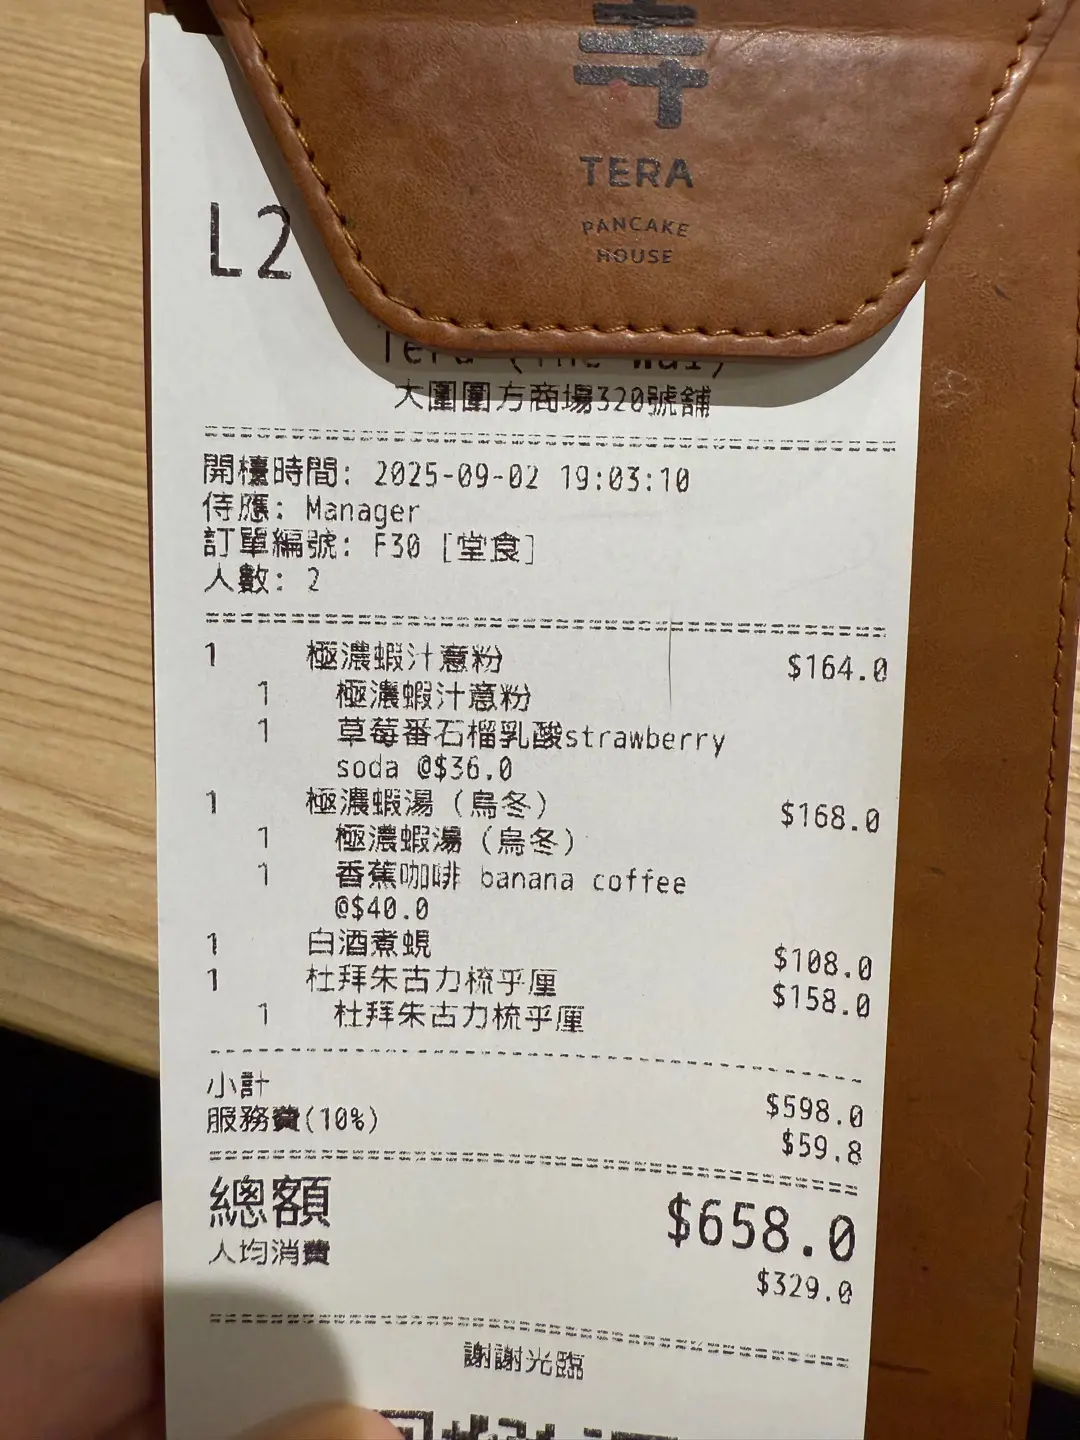 TERA
PANCAKE
HOUSE
L2
大圍圍方商場320號舖
開檯時間: 2025-09-02 19:03:10
侍應: Manager
訂單編號: F30 [堂食]
人數: 2
1 極濃蝦汁意粉 $164.0
1 極濃蝦汁意粉
1 草莓番石榴乳酸strawberry
soda @$36.0
1 極濃蝦湯 (烏冬) $168.0
1 極濃蝦湯 (烏冬)
1 香蕉咖啡 banana coffee
@$40.0
1 白酒煮蜆 $108.0
1 杜拜朱古力梳乎厘 $158.0
1 杜拜朱古力梳乎厘
小計 $598.0
服務費(10%) $59.8
總額 $658.0
人均消費 $329.0
謝謝光臨